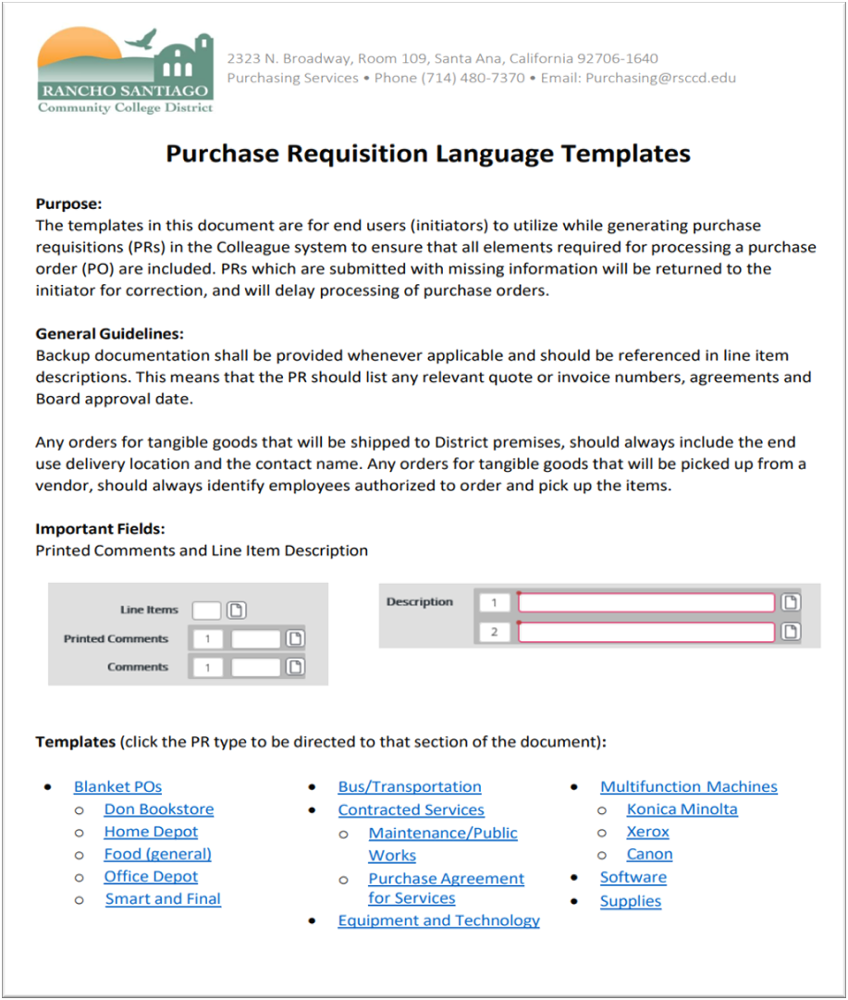 RANCHO SANTIAGO
Community College District
2323 N. Broadway, Room 109, Santa Ana, California 92706-1640
Purchasing Services • Phone (714) 480-7370 • Email: Purchasing@rsccd.edu
Purchase Requisition Language Templates
Purpose:
The templates in this document are for end users (initiators) to utilize while generating purchase
requisitions (PRs) in the Colleague system to ensure that all elements required for processing a purchase
order (PO) are included. PRs which are submitted with missing information will be returned to the
initiator for correction, and will delay processing of purchase orders.
General Guidelines:
Backup documentation shall be provided whenever applicable and should be referenced in line item
descriptions. This means that the PR should list any relevant quote or invoice numbers, agreements and
Board approval date.
Any orders for tangible goods that will be shipped to District premises, should always include the end
use delivery location and the contact name. Any orders for tangible goods that will be picked up from a
vendor, should always identify employees authorized to order and pick up the items.
Important Fields:
Printed Comments and Line Item Description
Line Items
Printed Comments 1
Comments 1
Description 1
2
Templates (click the PR type to be directed to that section of the document):
• Blanket POs
o Don Bookstore
o Home Depot
o Food (general)
o Office Depot
o Smart and Final
• Bus/Transportation
• Contracted Services
o Maintenance/Public
Works
o Purchase Agreement
for Services
• Equipment and Technology
• Multifunction Machines
o Konica Minolta
o Xerox
o Canon
• Software
• Supplies